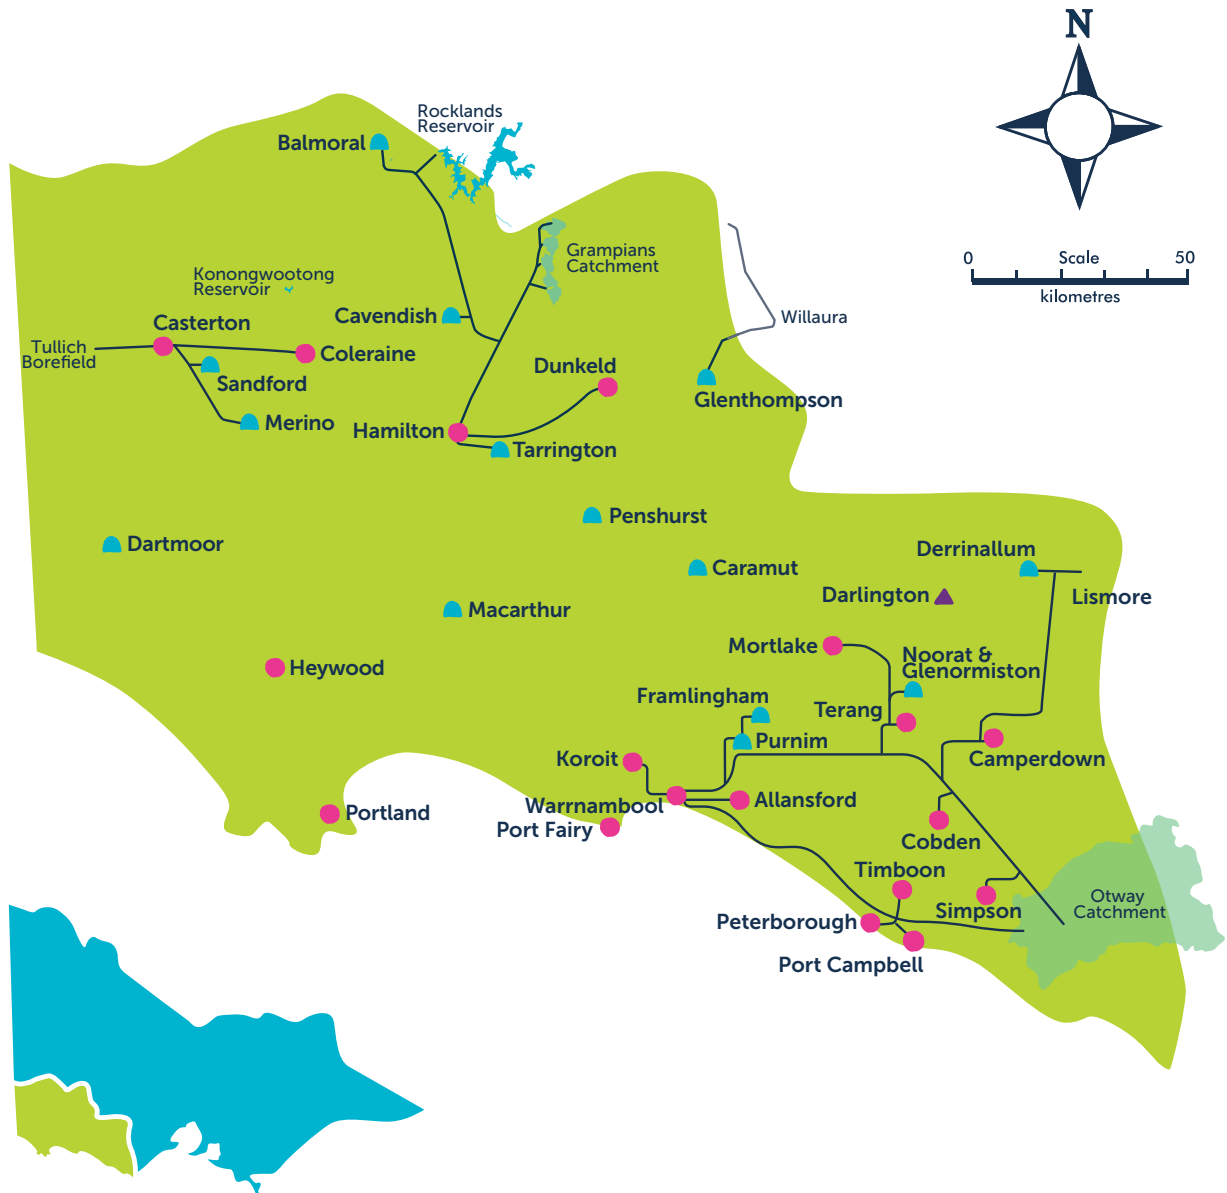 N
Rocklands
Reservoir
Balmoral
Grampians
Catchment
0
Scale
50
kilometres
Konongwootong
Reservoir
Cavendish
Willaura
Casterton
Tullich
Borefield
Coleraine
Dunkeld
Sandford
Glenthompson
Merino
Hamilton
Tarrington
Penshurst
Dartmoor
Derrinallum
Caramut
Darlington
Lismore
Macarthur
Mortlake
Noorat &
Glenormiston
Heywood
Framlingham
Terang
Purnim
Koroit
Camperdown
Allansford
Warrnambool
Portland
Port Fairy
Cobden
Timboon
Otway
Catchment
Simpson
Peterborough
Port Campbell